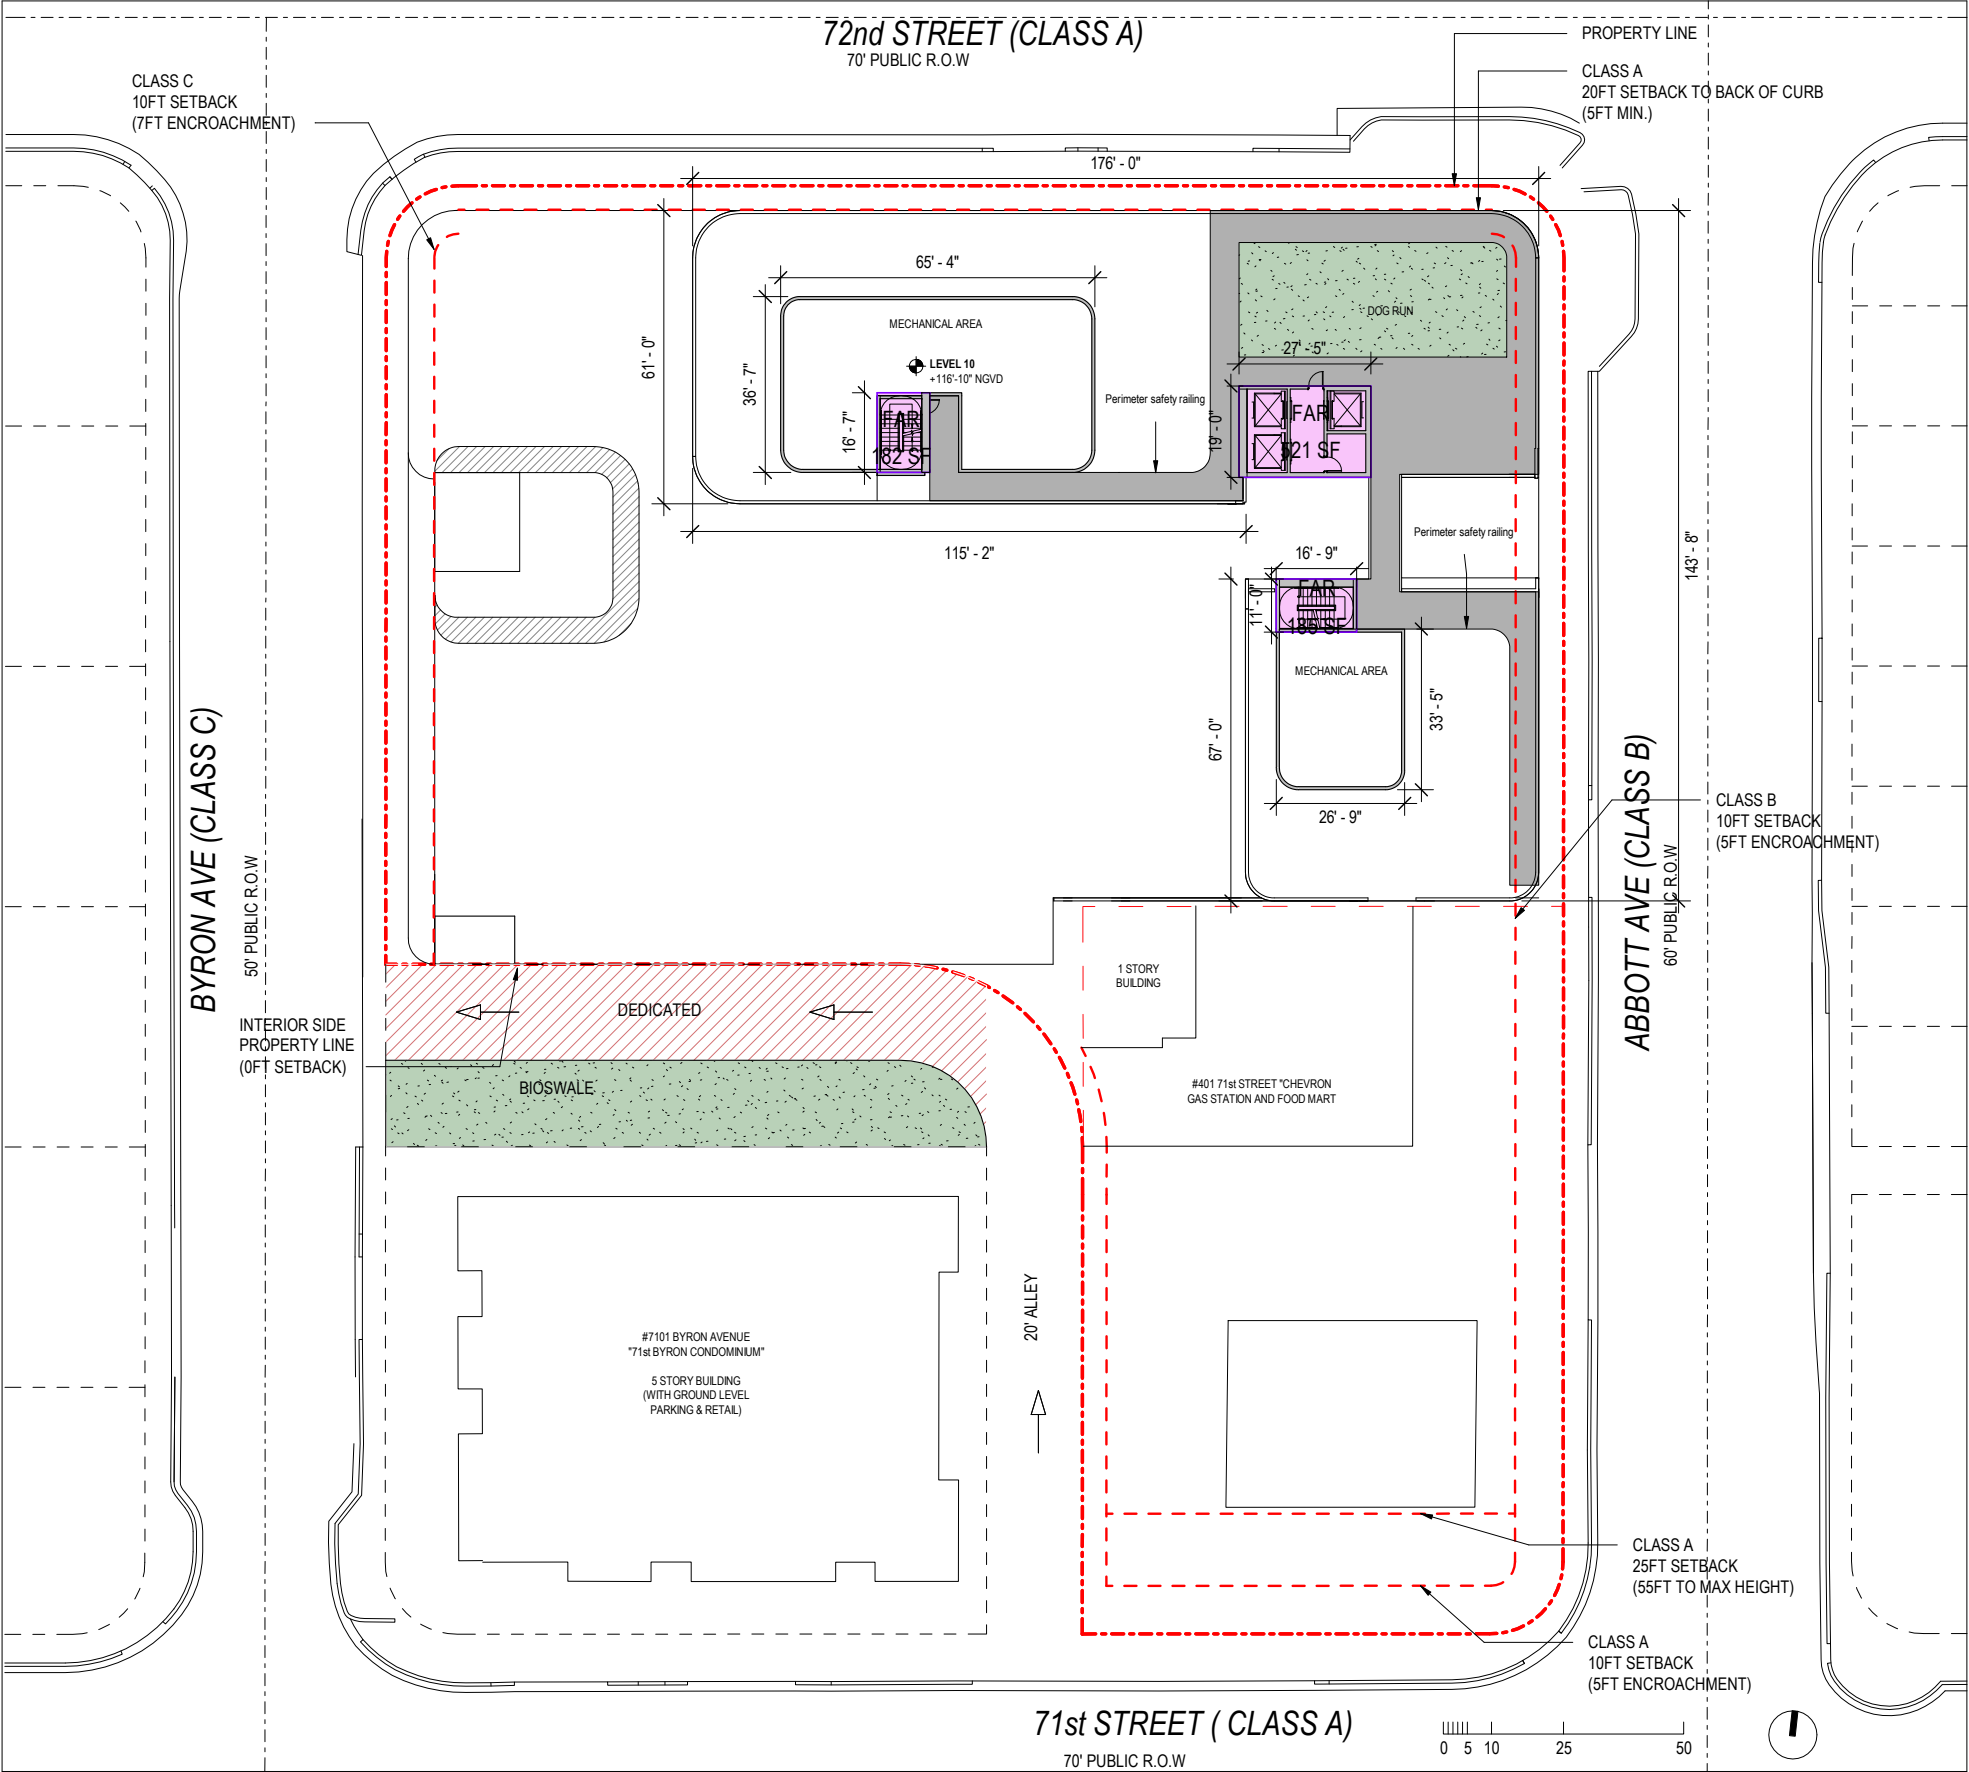 72nd STREET (CLASS A)
70' PUBLIC R.O.W
PROPERTY LINE
CLASS A
20FT SETBACK TO BACK OF CURB
(5FT MIN.)
CLASS C
10FT SETBACK
(7FT ENCROACHMENT)
176' - 0"
65' - 4"
MECHANICAL AREA
LEVEL 10
+116'-10" NGVD
61' - 0"
36' - 7"
16' - 7"
FAR
182 SF
Perimeter safety railing
DOG RUN
27' - 5"
19' - 0"
FAR
521 SF
115' - 2"
Perimeter safety railing
143' - 8"
16' - 9"
11' - 0"
FAR
185 SF
MECHANICAL AREA
67' - 0"
33' - 5"
26' - 9"
BYRON AVE (CLASS C)
50' PUBLIC R.O.W
ABBOTT AVE (CLASS B)
60' PUBLIC R.O.W
CLASS B
10FT SETBACK
(5FT ENCROACHMENT)
1 STORY
BUILDING
DEDICATED
INTERIOR SIDE
PROPERTY LINE
(0FT SETBACK)
BIOSWALE
#401 71st STREET "CHEVRON
GAS STATION AND FOOD MART
20' ALLEY
#7101 BYRON AVENUE
"71st BYRON CONDOMINIUM"
5 STORY BUILDING
(WITH GROUND LEVEL
PARKING & RETAIL)
CLASS A
25FT SETBACK
(55FT TO MAX HEIGHT)
CLASS A
10FT SETBACK
(5FT ENCROACHMENT)
71st STREET ( CLASS A)
70' PUBLIC R.O.W
0 5 10 25 50